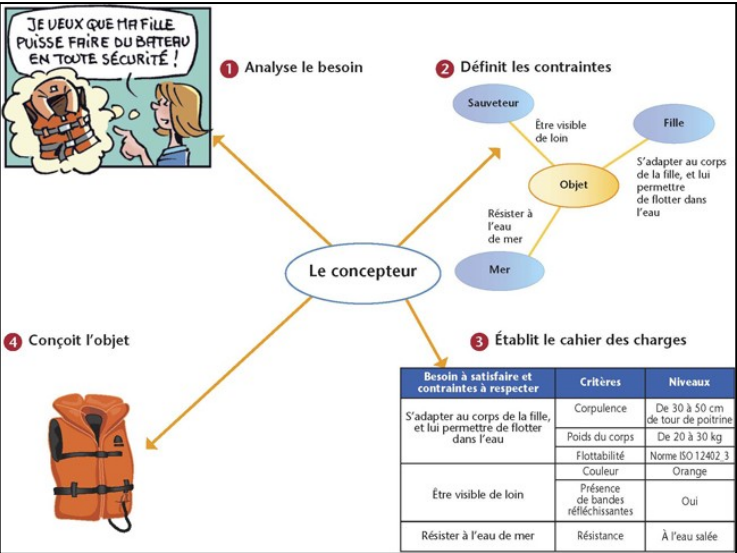 JE VEUX QUE MA FILLE
PUISSE FAIRE DU BATEAU
EN TOUTE SÉCURITÉ !
1 Analyse le besoin
2 Définit les contraintes
Sauveteur
Être visible
de loin
Fille
S'adapter au corps
de la fille, et lui
permettre
de flotter dans
l'eau
Objet
Résister à
l'eau
de mer
Mer
Le concepteur
3 Établit le cahier des charges
Besoin à satisfaire et
contraintes à respecter
Critères
Niveaux
S'adapter au corps de la fille,
et lui permettre de flotter
dans l'eau
Corpulence
De 30 à 50 cm
de tour de poitrine
Poids du corps
De 20 à 30 kg
Flottabilité
Norme ISO 12402_3
Être visible de loin
Couleur
Orange
Présence
de bandes
réfléchissantes
Oui
Résister à l'eau de mer
Résistance
À l'eau salée
4 Conçoit l'objet